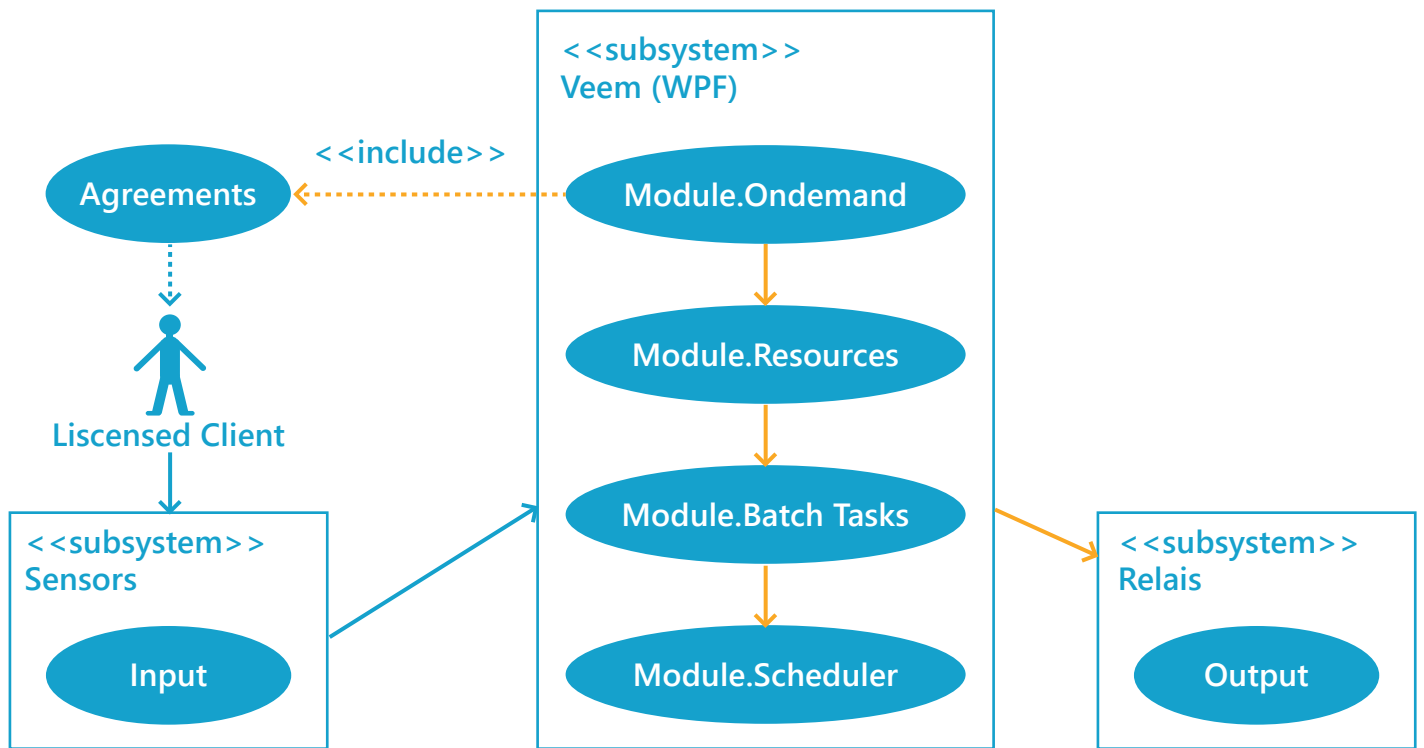 <<subsystem>>
Veem (WPF)
<<include>>
Agreements
Module.Ondemand
Module.Resources
Liscensed Client
Module.Batch Tasks
<<subsystem>>
Sensors
<<subsystem>>
Relais
Input
Module.Scheduler
Output